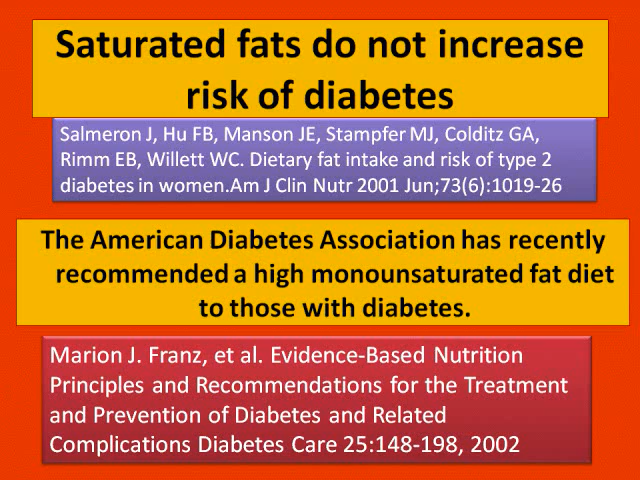 Saturated fats do not increase
risk of diabetes
Salmeron J, Hu FB, Manson JE, Stampfer MJ, Colditz GA,
Rimm EB, Willett WC. Dietary fat intake and risk of type 2
diabetes in women.Am J Clin Nutr 2001 Jun;73(6):1019-26
The American Diabetes Association has recently
recommended a high monounsaturated fat diet
to those with diabetes.
Marion J. Franz, et al. Evidence-Based Nutrition
Principles and Recommendations for the Treatment
and Prevention of Diabetes and Related
Complications Diabetes Care 25:148-198, 2002